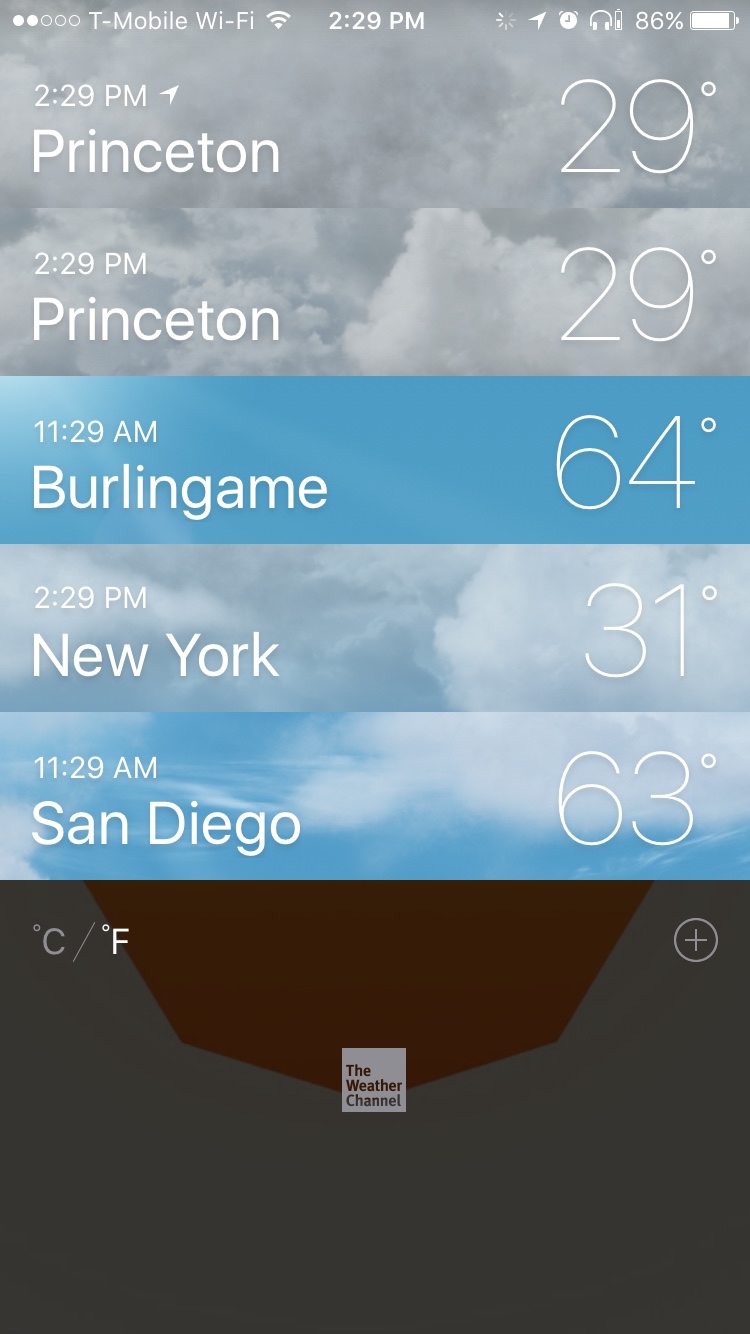 T-Mobile Wi-Fi 2:29 PM 86%
2:29 PM
Princeton 29°
2:29 PM
Princeton 29°
11:29 AM
Burlingame 64°
2:29 PM
New York 31°
11:29 AM
San Diego 63°
°C / °F
The
Weather
Channel